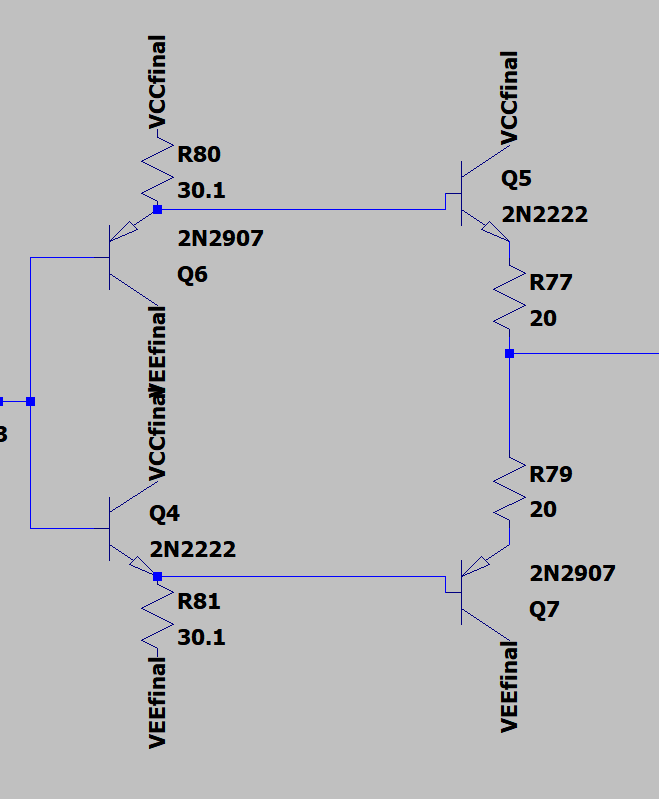 VCCfinal
R80
30.1
2N2907
Q6
VEEfinal
VCCfinal
Q4
2N2222
R81
30.1
VEEfinal
VCCfinal
Q5
2N2222
R77
20
R79
20
2N2907
Q7
VEEfinal